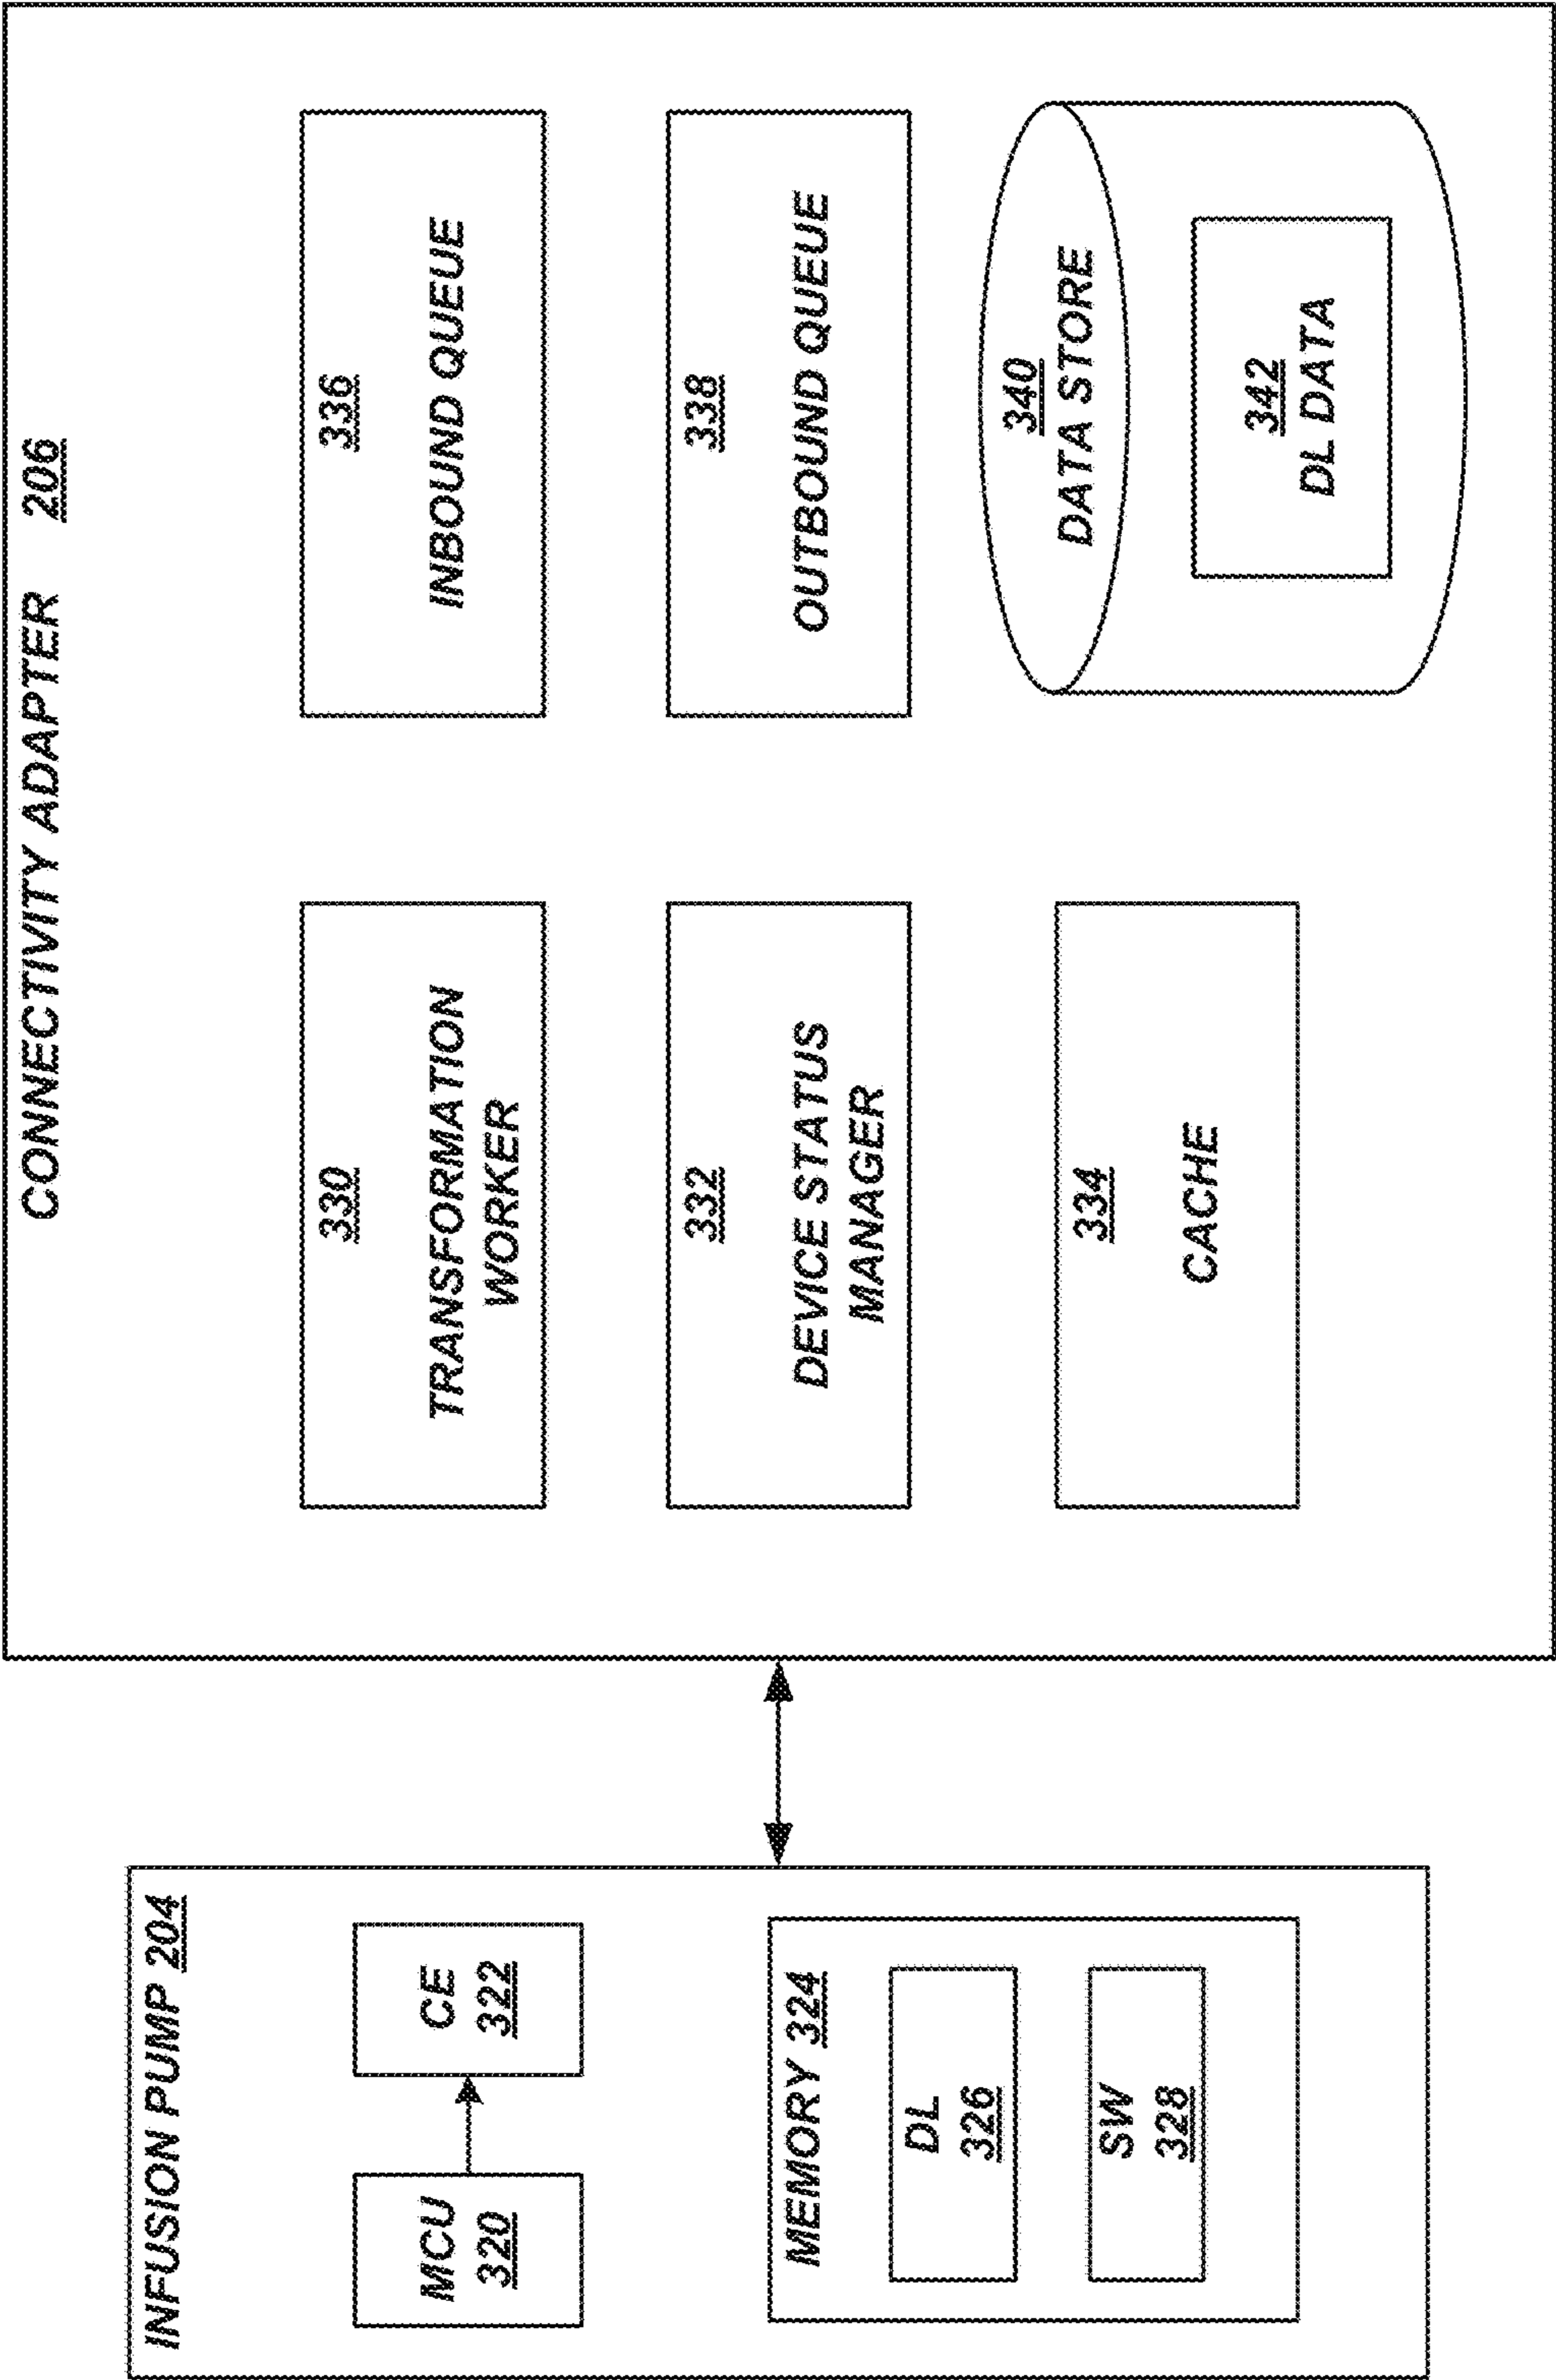 INFUSION PUMP 204
MCU
320
CE
322
MEMORY 324
DL
326
SW
328
CONNECTIVITY ADAPTER 206
330
TRANSFORMATION
WORKER
336
INBOUND QUEUE
332
DEVICE STATUS
MANAGER
338
OUTBOUND QUEUE
334
CACHE
340
DATA STORE
342
DL DATA